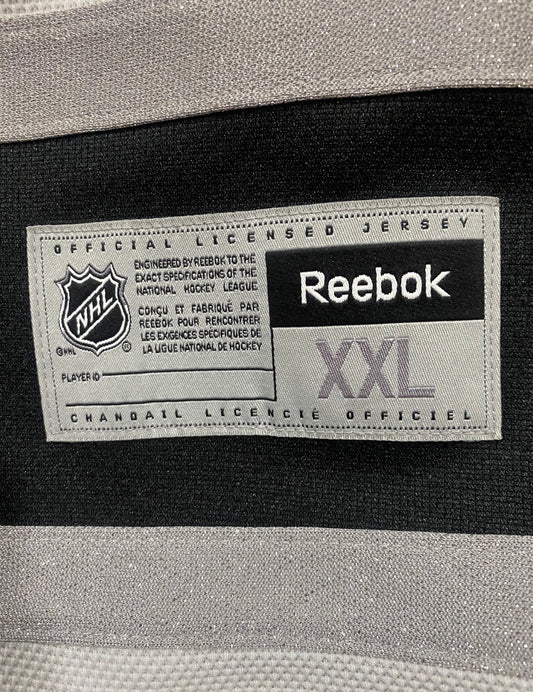 OFFICIAL LICENSED JERSEY
NHL
©NHL ®
ENGINEERED BY REEBOK TO THE
EXACT SPECIFICATIONS OF THE
NATIONAL HOCKEY LEAGUE
CONÇU ET FABRIQUÉ PAR
REEBOK POUR RENCONTRER
LES EXIGENCES SPÉCIFIQUES DE
LA LIGUE NATIONAL DE HOCKEY
PLAYER ID
Reebok
XXL
CHANDAIL LICENCIÉ OFFICIEL